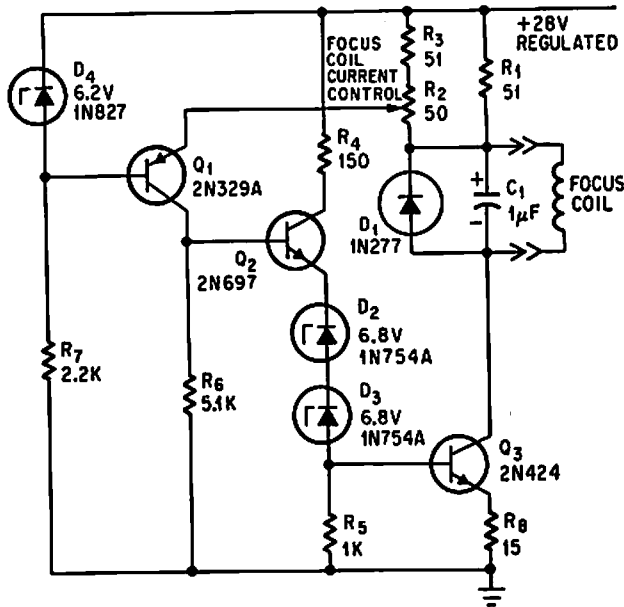 +28V
REGULATED
R3
51
FOCUS
COIL
CURRENT
CONTROL
R2
50
R1
51
D4
6.2V
1N827
R4
150
Q1
2N329A
+
C1
1μF
−
FOCUS
COIL
D1
1N277
Q2
2N697
D2
6.8V
1N754A
R7
2.2K
R6
5.1K
D3
6.8V
1N754A
Q3
2N424
R5
1K
R8
15